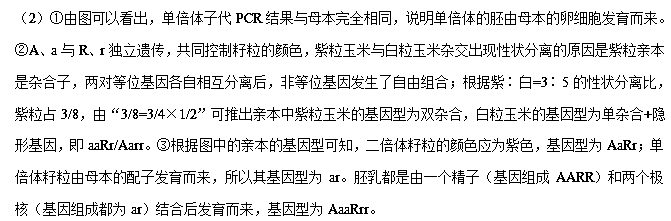 （2）①由图可以看出，单倍体子代 PCR 结果与母本完全相同，说明单倍体的胚由母本的卵细胞发育而来。
②A、a 与 R、r 独立遗传，共同控制籽粒的颜色，紫粒玉米与白粒玉米杂交出现性状分离的原因是紫粒亲本
是杂合子，两对等位基因各自相互分离后，非等位基因发生了自由组合；根据紫：白=3：5 的性状分离比，
紫粒占 3/8，由“3/8=3/4×1/2”可推出亲本中紫粒玉米的基因型为双杂合，白粒玉米的基因型为单杂合+隐
形基因，即 aaRr/Aarr。③根据图中的亲本的基因型可知，二倍体籽粒的颜色应为紫色，基因型为 AaRr；单
倍体籽粒由母本的配子发育而来，所以其基因型为 ar。胚乳都是由一个精子（基因组成 AARR）和两个极
核（基因组成都为 ar）结合后发育而来，基因型为 AaaRrr。